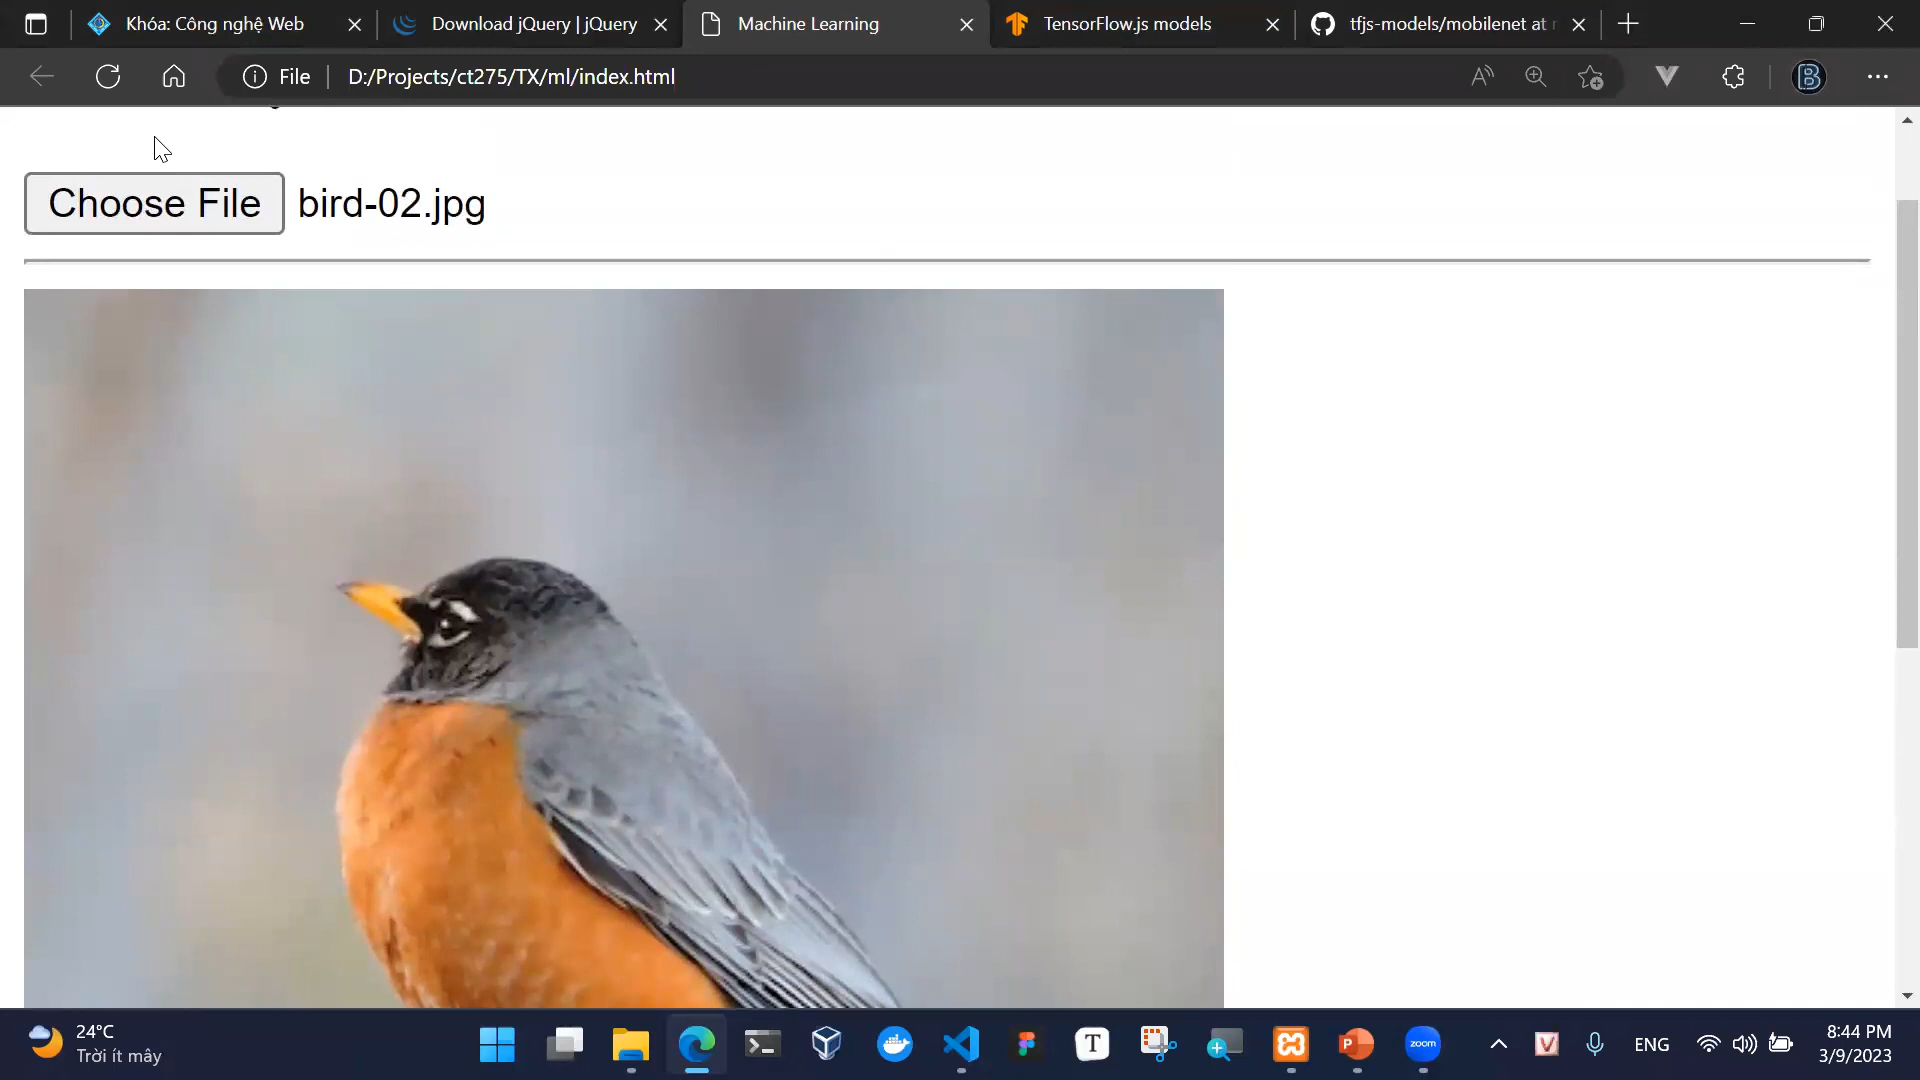 Khóa: Công nghệ Web
Download jQuery | jQuery
Machine Learning
TensorFlow.js models
tfjs-models/mobilenet at
File
D:/Projects/ct275/TX/ml/index.html
Choose File
bird-02.jpg
24°C
Trời ít mây
T
zoom
V
ENG
8:44 PM
3/9/2023